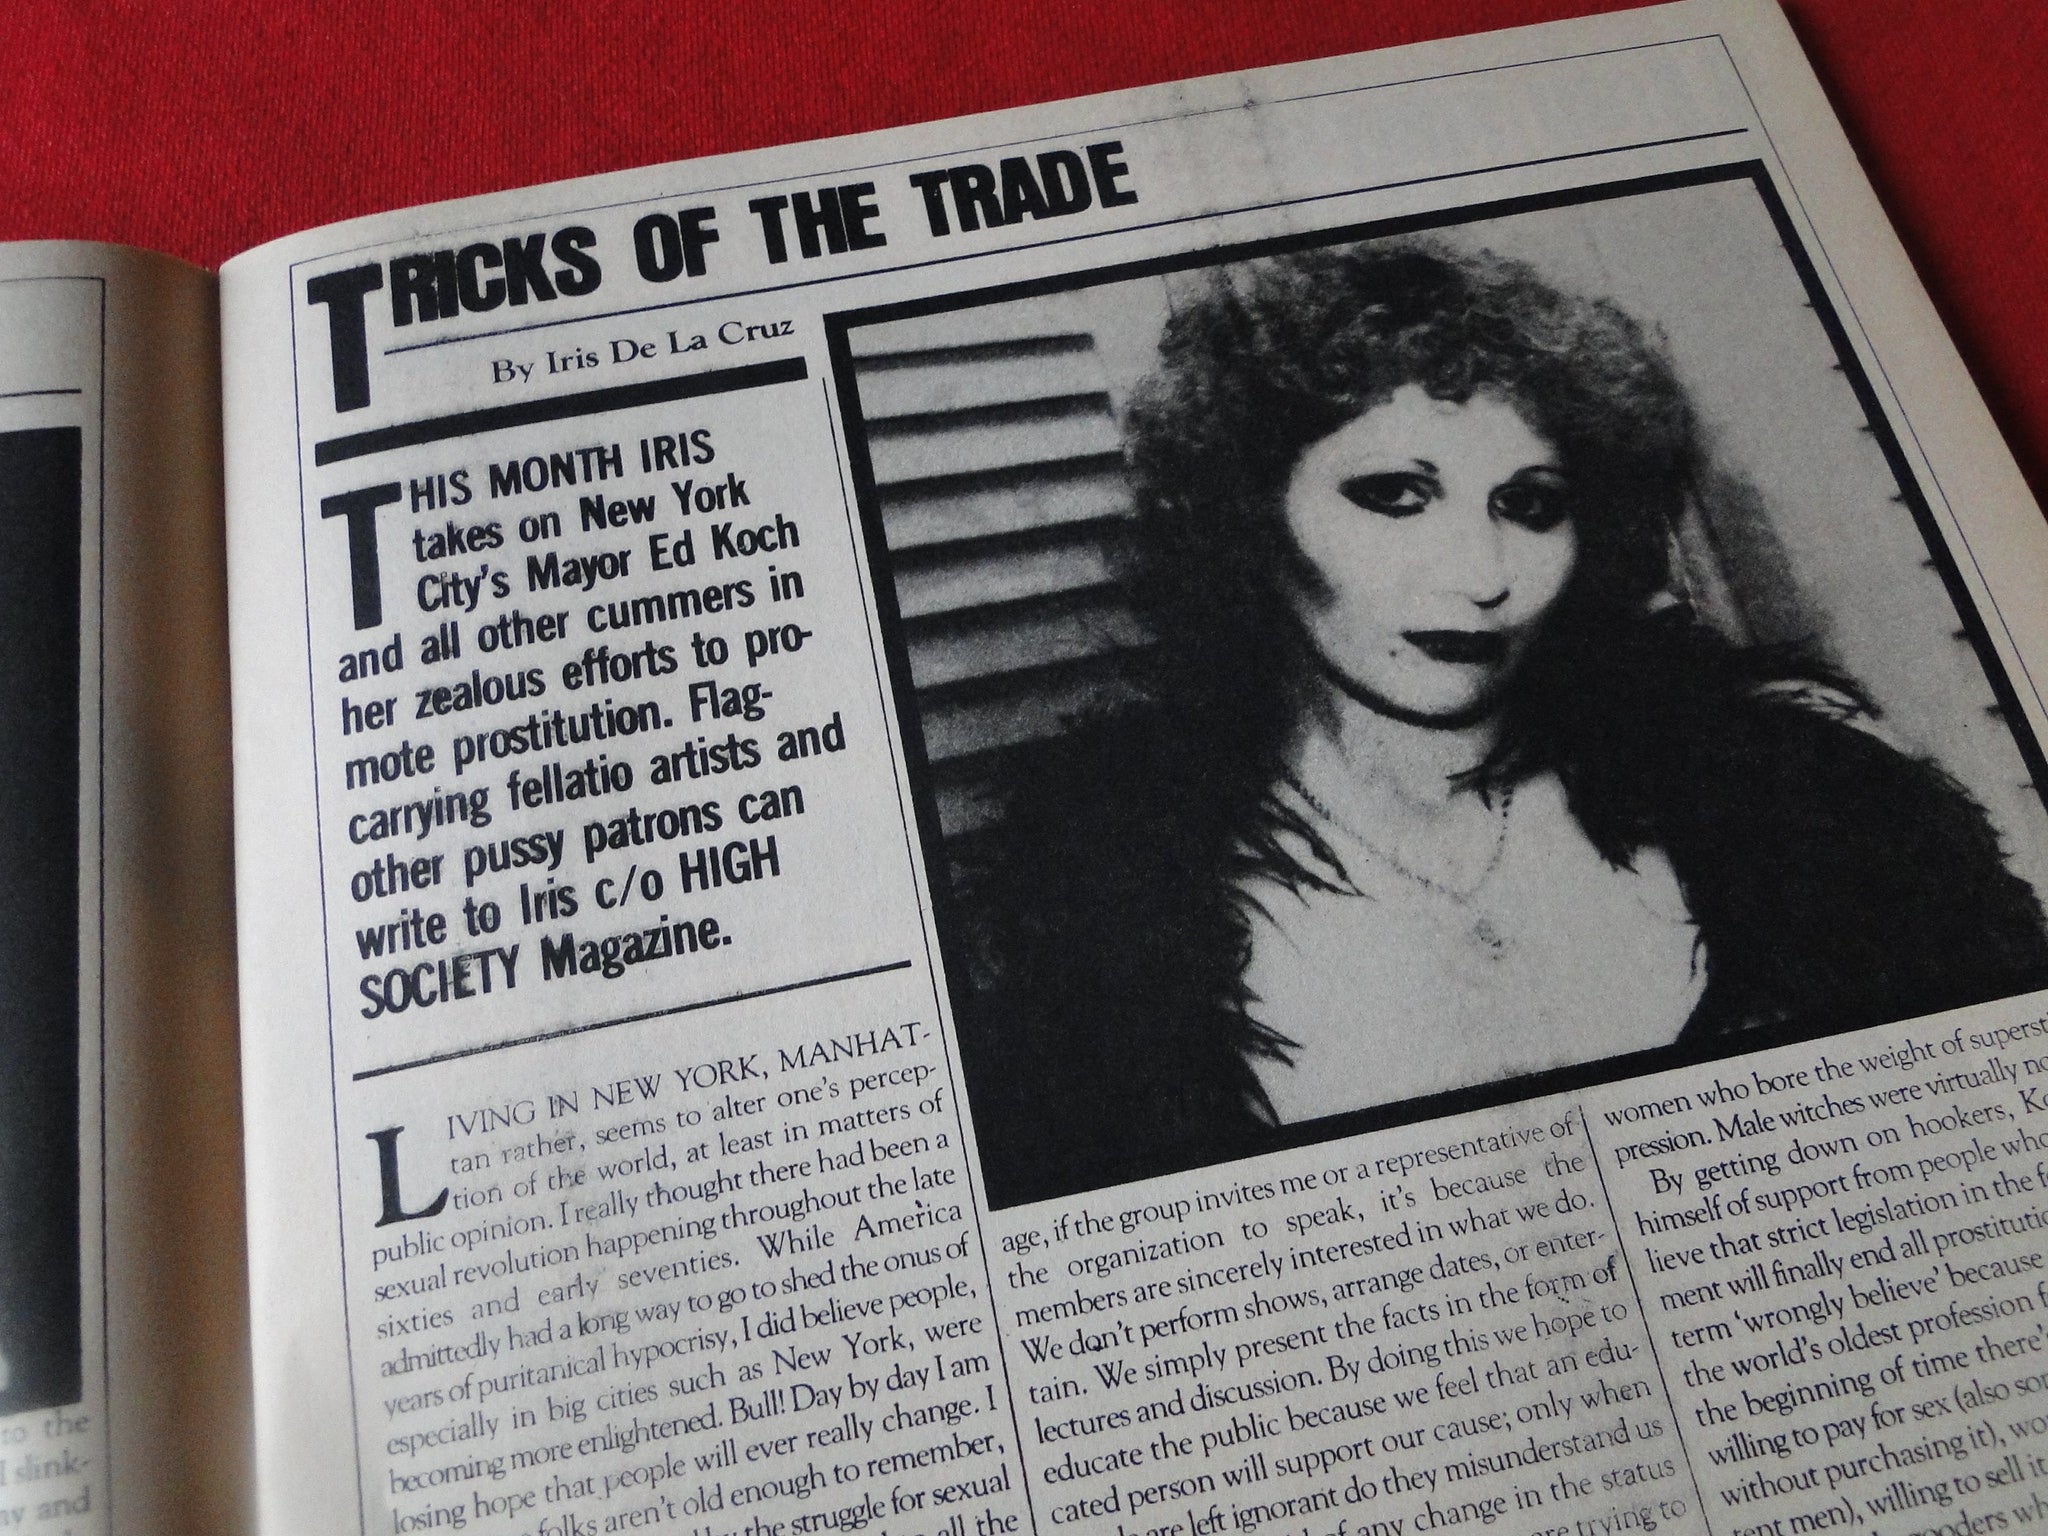 TRICKS OF THE TRADE
By Iris De La Cruz
THIS MONTH IRIS
takes on New York
City's Mayor Ed Koch
and all other cummers in
her zealous efforts to pro-
mote prostitution. Flag-
carrying fellatio artists and
other pussy patrons can
write to Iris c/o HIGH
SOCIETY Magazine.
LIVING IN NEW YORK, MANHAT-
tan rather, seems to alter one's percep-
tion of the world, at least in matters of
public opinion. I really thought there had been a
sexual revolution happening throughout the late
sixties and early seventies. While America
admittedly had a long way to go to shed the onus of
years of puritanical hypocrisy, I did believe people,
especially in big cities such as New York, were
becoming more enlightened. Bull! Day by day I am
losing hope that people will ever really change. I
folks aren't old enough to remember,
the struggle for sexual
all the
age, if the group invites me or a representative of
the organization to speak, it's because the
members are sincerely interested in what we do.
We don't perform shows, arrange dates, or enter-
tain. We simply present the facts in the form of
lectures and discussion. By doing this we hope to
educate the public because we feel that an edu-
cated person will support our cause; only when
are left ignorant do they misunderstand us
of any change in the status
are trying to
women who bore the weight of
pression. Male witches were virtually
By getting down on hookers,
himself of support from people who
lieve that strict legislation in the
ment will finally end all
term 'wrongly believe' because
the world's oldest profession
the beginning of time there's
willing to pay for sex (also
without purchasing it),
men), willing to sell it
to the
I slink-
and